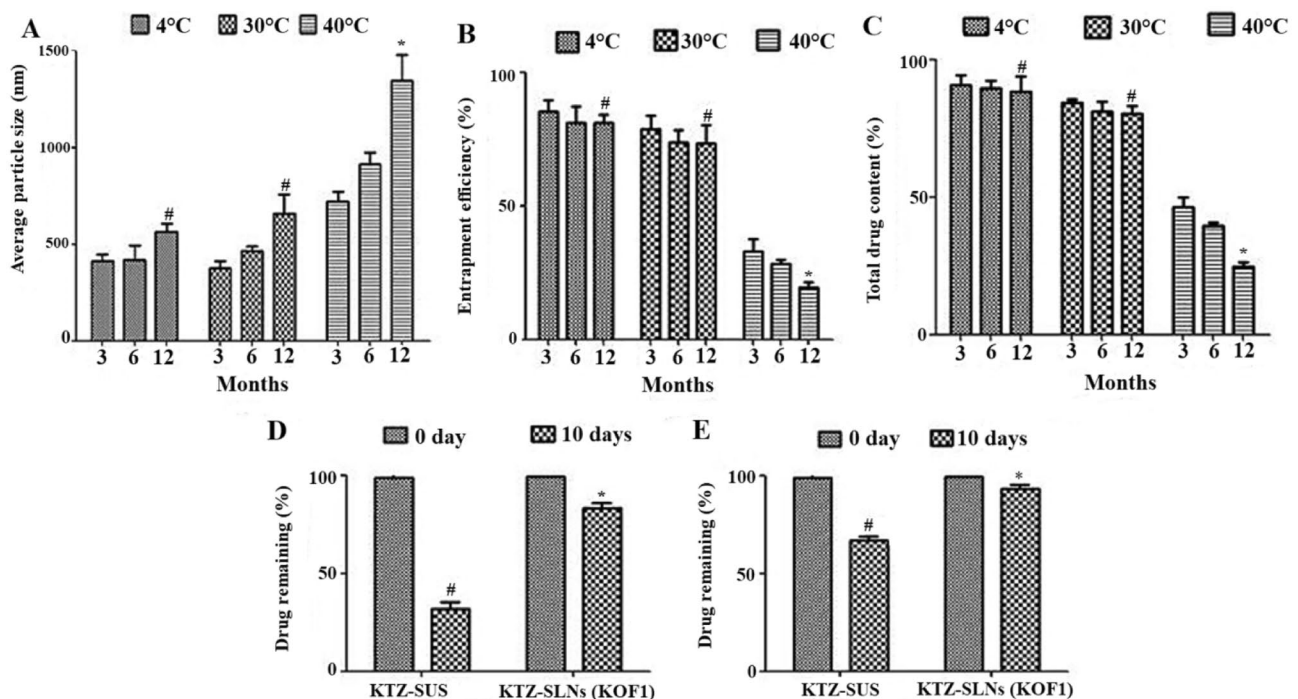 A
4°C 30°C 40°C
Average particle size (nm)
1500
1000
500
0
*
#
#
3 6 12 3 6 12 3 6 12
Months
B
4°C 30°C 40°C
Entrapment efficiency (%)
100
50
0
#
#
*
3 6 12 3 6 12 3 6 12
Months
C
4°C 30°C 40°C
Total drug content (%)
100
50
0
#
#
*
3 6 12 3 6 12 3 6 12
Months
D
0 day 10 days
Drug remaining (%)
100
50
0
#
*
KTZ-SUS KTZ-SLNs (KOF1)
E
0 day 10 days
Drug remaining (%)
100
50
0
#
*
KTZ-SUS KTZ-SLNs (KOF1)